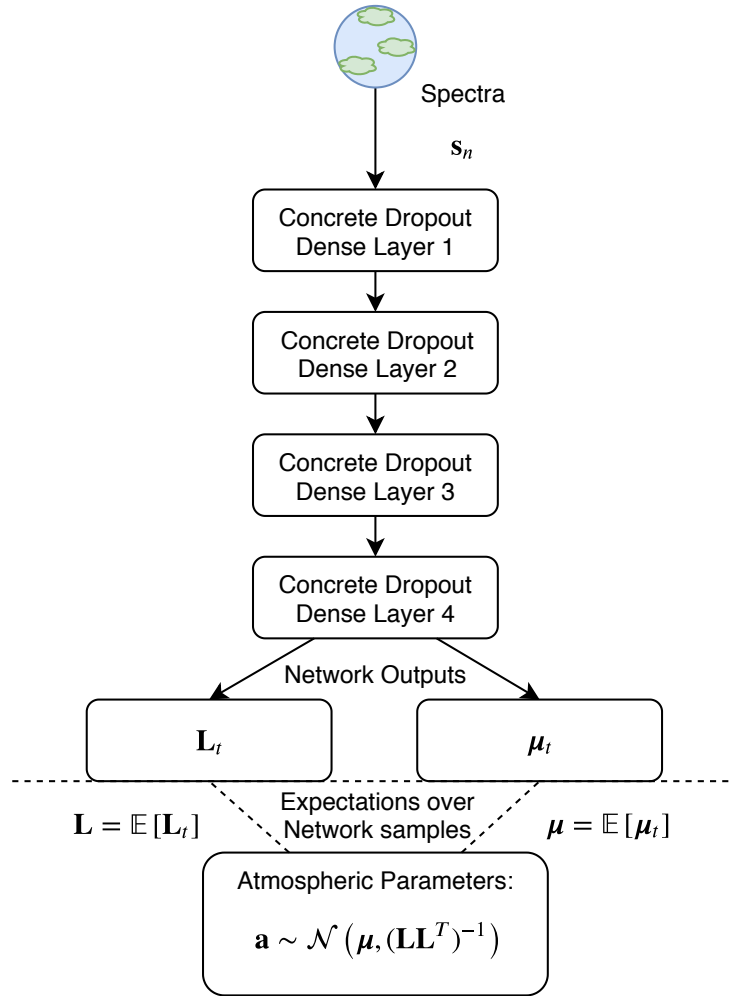 Spectra
𝐬ₙ
Concrete Dropout
Dense Layer 1
Concrete Dropout
Dense Layer 2
Concrete Dropout
Dense Layer 3
Concrete Dropout
Dense Layer 4
Network Outputs
𝐋ₜ
𝝁ₜ
Expectations over
Network samples
𝐋 = 𝔼 [𝐋ₜ]
𝝁 = 𝔼 [𝝁ₜ]
Atmospheric Parameters:
𝐚 ∼ 𝒩 (𝝁, (𝐋𝐋ᵀ)⁻¹)